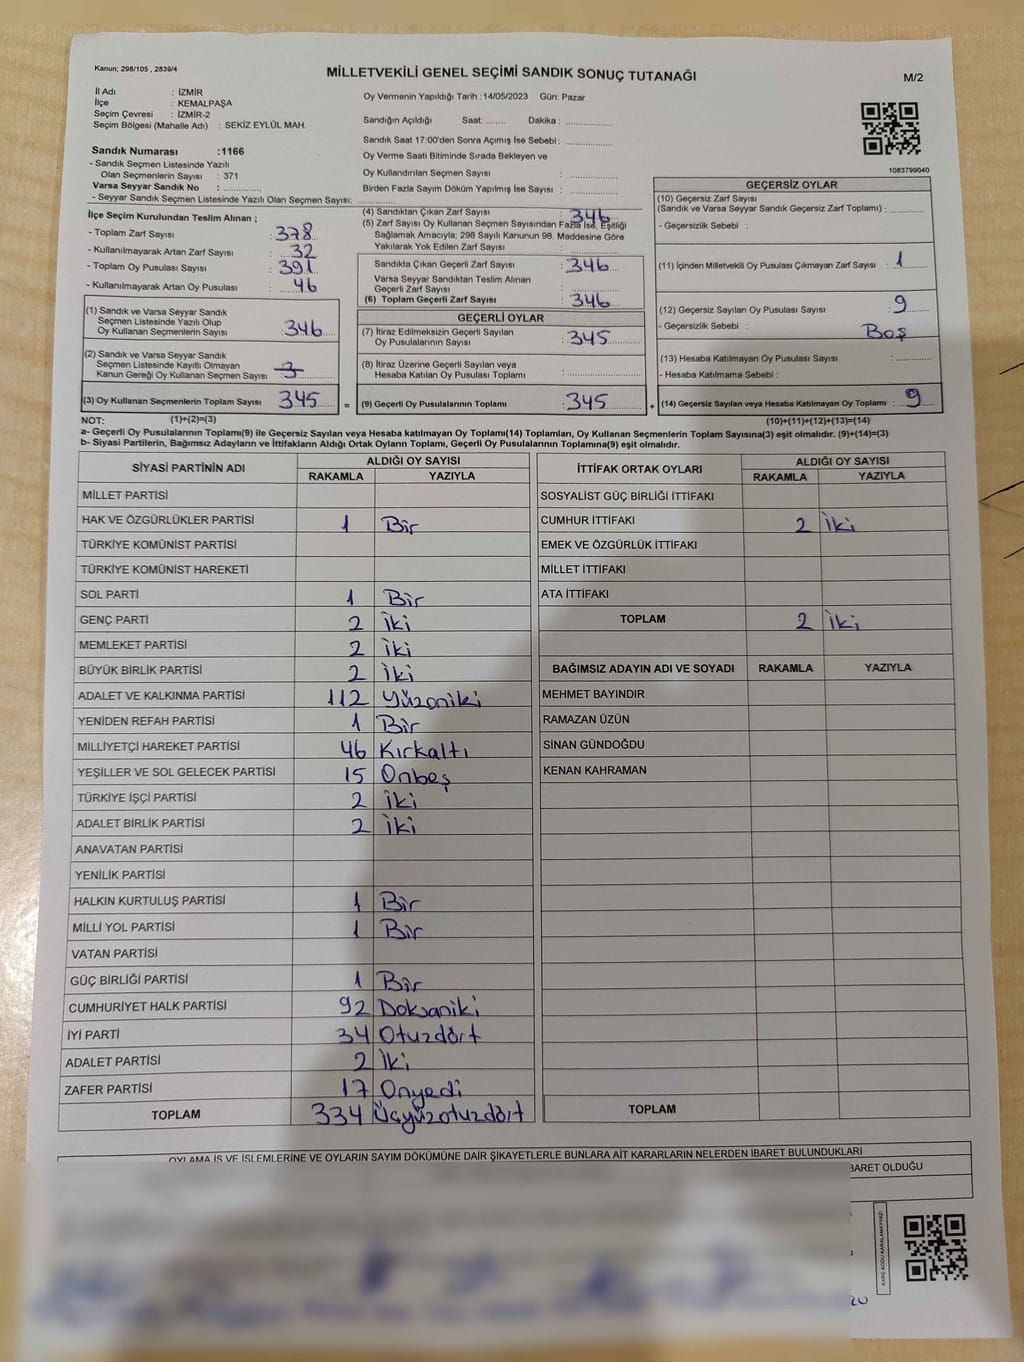 Kanun; 298/105 , 2839/4
MİLLETVEKİLİ GENEL SEÇİMİ SANDIK SONUÇ TUTANAĞI
M/2
İl Adı : İZMİR
İlçe : KEMALPAŞA
Seçim Çevresi : İZMİR-2
Seçim Bölgesi (Mahalle Adı) : SEKİZ EYLÜL MAH.
Sandık Numarası :1166
- Sandık Seçmen Listesinde Yazılı
Olan Seçmenlerin Sayısı : 371
Varsa Seyyar Sandık No :
- Seyyar Sandık Seçmen Listesinde Yazılı Olan Seçmen Sayısı:
Oy Vermenin Yapıldığı Tarih : 14/05/2023 Gün: Pazar
Sandığın Açıldığı Saat: Dakika :
Sandık Saat 17:00'den Sonra Açımış İse Sebebi :
Oy Verme Saati Bitiminde Sırada Bekleyen ve
Oy Kullandırılan Seçmen Sayısı :
Birden Fazla Sayım Döküm Yapılmış İse Sayısı :
1083799040
İlçe Seçim Kurulundan Teslim Alınan ;
- Toplam Zarf Sayısı : 378
- Kullanılmayarak Artan Zarf Sayısı : 32
- Toplam Oy Pusulası Sayısı : 391
- Kullanılmayarak Artan Oy Pusulası : 46
(1) Sandık ve Varsa Seyyar Sandık
Seçmen Listesinde Yazılı Olup
Oy Kullanan Seçmenlerin Sayısı : 346
(2) Sandık ve Varsa Seyyar Sandık
Seçmen Listesinde Kayıtlı Olmayan
Kanun Gereği Oy Kullanan Seçmen Sayısı : 3
(3) Oy Kullanan Seçmenlerin Toplam Sayısı : 345
(4) Sandıktan Çıkan Zarf Sayısı : 346
(5) Zarf Sayısı Oy Kullanan Seçmen Sayısından Fazla İse, Eşitliği
Sağlamak Amacıyla; 298 Sayılı Kanunun 98. Maddesine Göre
Yakılarak Yok Edilen Zarf Sayısı :
Sandıkta Çıkan Geçerli Zarf Sayısı : 346
Varsa Seyyar Sandıktan Teslim Alınan
Geçerli Zarf Sayısı :
(6) Toplam Geçerli Zarf Sayısı : 346
GEÇERLİ OYLAR
(7) İtiraz Edilmeksizin Geçerli Sayılan
Oy Pusulalarının Sayısı : 345
(8) İtiraz Üzerine Geçerli Sayılan veya
Hesaba Katılan Oy Pusulası Toplamı :
= (9) Geçerli Oy Pusulalarının Toplamı : 345
GEÇERSİZ OYLAR
(10) Geçersiz Zarf Sayısı
(Sandık ve Varsa Seyyar Sandık Geçersiz Zarf Toplamı) :
- Geçersizlik Sebebi :
(11) İçinden Milletvekili Oy Pusulası Çıkmayan Zarf Sayısı : 1
(12) Geçersiz Sayılan Oy Pusulası Sayısı : 9
- Geçersizlik Sebebi : Boş
(13) Hesaba Katılmayan Oy Pusulası Sayısı :
- Hesaba Katılmama Sebebi :
+ (14) Geçersiz Sayılan veya Hesaba Katılmayan Oy Toplamı : 9
NOT: (1)+(2)=(3)
(10)+(11)+(12)+(13)=(14)
a- Geçerli Oy Pusulalarının Toplamı(9) ile Geçersiz Sayılan veya Hesaba katılmayan Oy Toplamı(14) Toplamları, Oy Kullanan Seçmenlerin Toplam Sayısına(3) eşit olmalıdır. (9)+(14)=(3)
b- Siyasi Partilerin, Bağımsız Adayların ve İttifakların Aldığı Oy Sayıları Toplamı, Geçerli Oy Pusulalarının Toplamına(9) eşit olmalıdır.
SİYASİ PARTİNİN ADI
ALDIĞI OY SAYISI
RAKAMLA YAZIYLA
MİLLET PARTİSİ
HAK VE ÖZGÜRLÜKLER PARTİSİ 1 Bir
TÜRKİYE KOMÜNİST PARTİSİ
TÜRKİYE KOMÜNİST HAREKETİ
SOL PARTİ 1 Bir
GENÇ PARTİ 2 İki
MEMLEKET PARTİSİ 2 İki
BÜYÜK BİRLİK PARTİSİ 2 İki
ADALET VE KALKINMA PARTİSİ 112 Yüzoniki
YENİDEN REFAH PARTİSİ 1 Bir
MİLLİYETÇİ HAREKET PARTİSİ 46 Kırkaltı
YEŞİLLER VE SOL GELECEK PARTİSİ 15 Onbeş
TÜRKİYE İŞÇİ PARTİSİ 2 İki
ADALET BİRLİK PARTİSİ 2 İki
ANAVATAN PARTİSİ
YENİLİK PARTİSİ
HALKIN KURTULUŞ PARTİSİ 1 Bir
MİLLİ YOL PARTİSİ 1 Bir
VATAN PARTİSİ
GÜÇ BİRLİĞİ PARTİSİ 1 Bir
CUMHURİYET HALK PARTİSİ 92 Doksaniki
İYİ PARTİ 34 Otuzdört
ADALET PARTİSİ 2 İki
ZAFER PARTİSİ 17 Onyedi
TOPLAM 334 Üçyüzotuzdört
İTTİFAK ORTAK OYLARI
ALDIĞI OY SAYISI
RAKAMLA YAZIYLA
SOSYALİST GÜÇ BİRLİĞİ İTTİFAKI
CUMHUR İTTİFAKI 2 İki
EMEK VE ÖZGÜRLÜK İTTİFAKI
MİLLET İTTİFAKI
ATA İTTİFAKI
TOPLAM 2 İki
BAĞIMSIZ ADAYIN ADI VE SOYADI RAKAMLA YAZIYLA
MEHMET BAYINDIR
RAMAZAN ÜZÜN
SİNAN GÜNDOĞDU
KENAN KAHRAMAN
TOPLAM
OYLAMA İŞ VE İŞLEMLERİNE VE OYLARIN SAYIM DÖKÜMÜNE DAİR ŞİKAYETLERLE BUNLARA AİT KARARLARIN NELERDEN İBARET BULUNDUKLARI
BARET OLDUĞU
KARE KODU KARALAMAYINIZ!